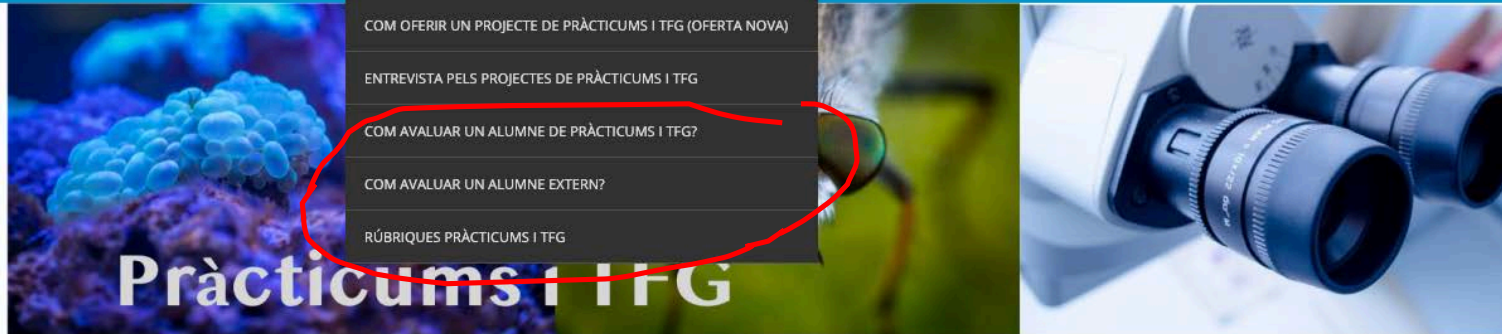 COM OFERIR UN PROJECTE DE PRÀCTICUMS I TFG (OFERTA NOVA)
ENTREVISTA PELS PROJECTES DE PRÀCTICUMS I TFG
COM AVALUAR UN ALUMNE DE PRÀCTICUMS I TFG?
COM AVALUAR UN ALUMNE EXTERN?
RÚBRIQUES PRÀCTICUMS I TFG
Pràcticums i TFG